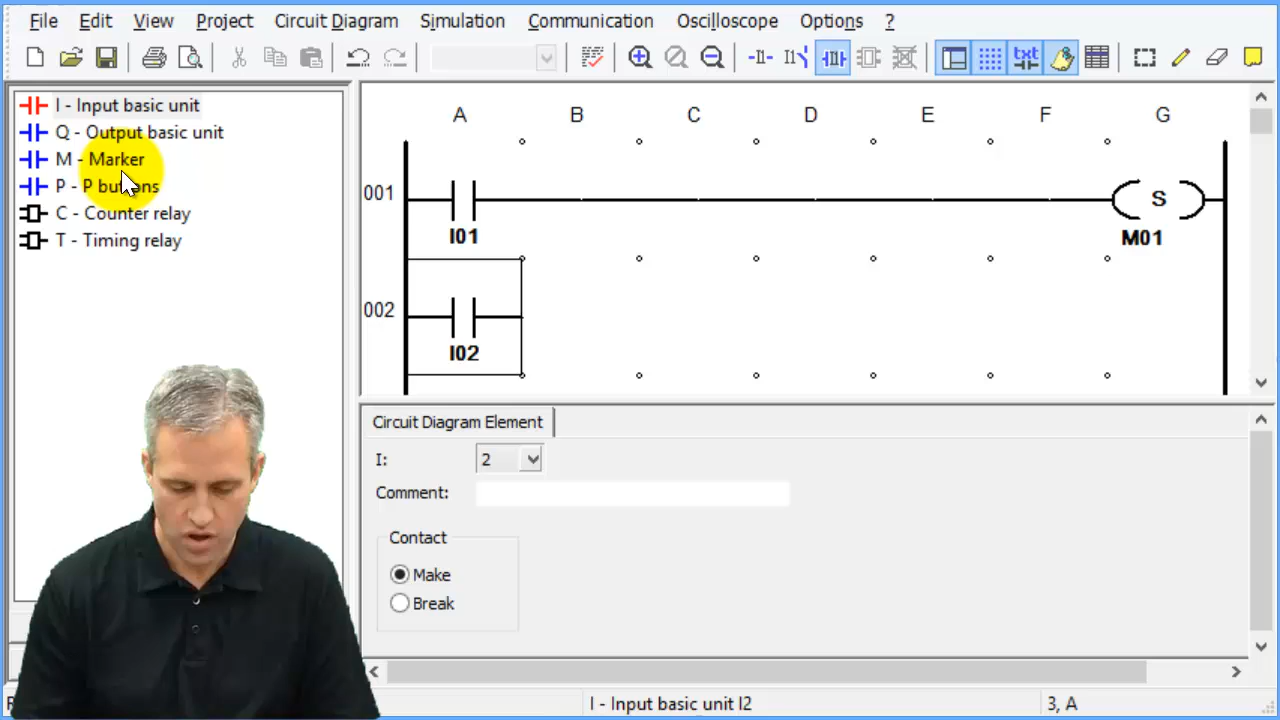 File Edit View Project Circuit Diagram Simulation Communication Oscilloscope Options ?
txt
I - Input basic unit
Q - Output basic unit
M - Marker
P - P buttons
C - Counter relay
T - Timing relay
A B C D E F G
001
I01
S
M01
002
I02
Circuit Diagram Element
I: 2
Comment:
Contact
Make
Break
I - Input basic unit I2
3, A